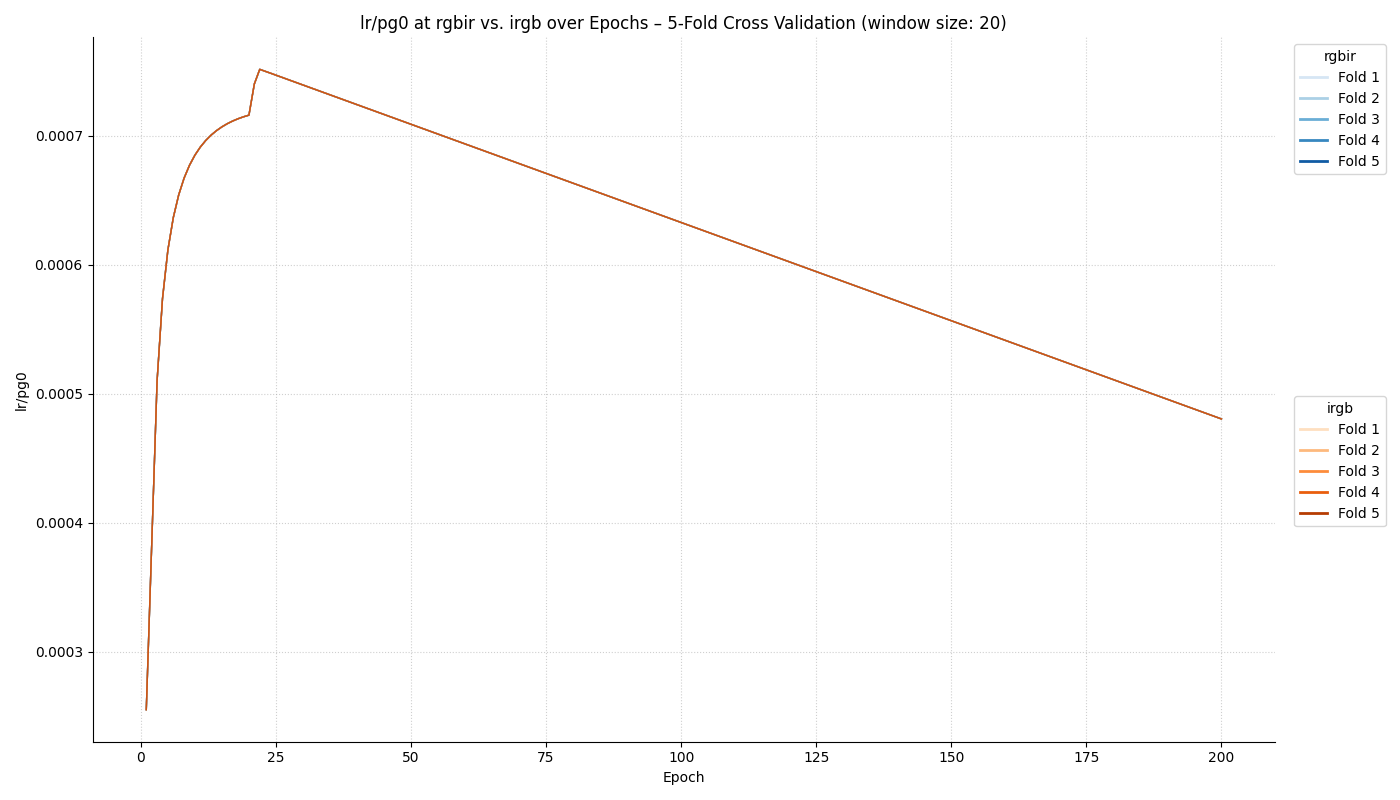 lr/pg0 at rgbir vs. irgb over Epochs – 5-Fold Cross Validation (window size: 20)
lr/pg0
0.0007
0.0006
0.0005
0.0004
0.0003
0
25
50
75
100
125
150
175
200
Epoch
rgbir
Fold 1
Fold 2
Fold 3
Fold 4
Fold 5
irgb
Fold 1
Fold 2
Fold 3
Fold 4
Fold 5